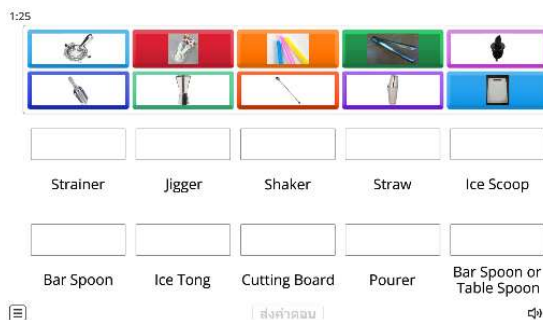 1:25
Strainer Jigger Shaker Straw Ice Scoop
Bar Spoon Ice Tong Cutting Board Pourer Bar Spoon or
Table Spoon
ส่งคำตอบ